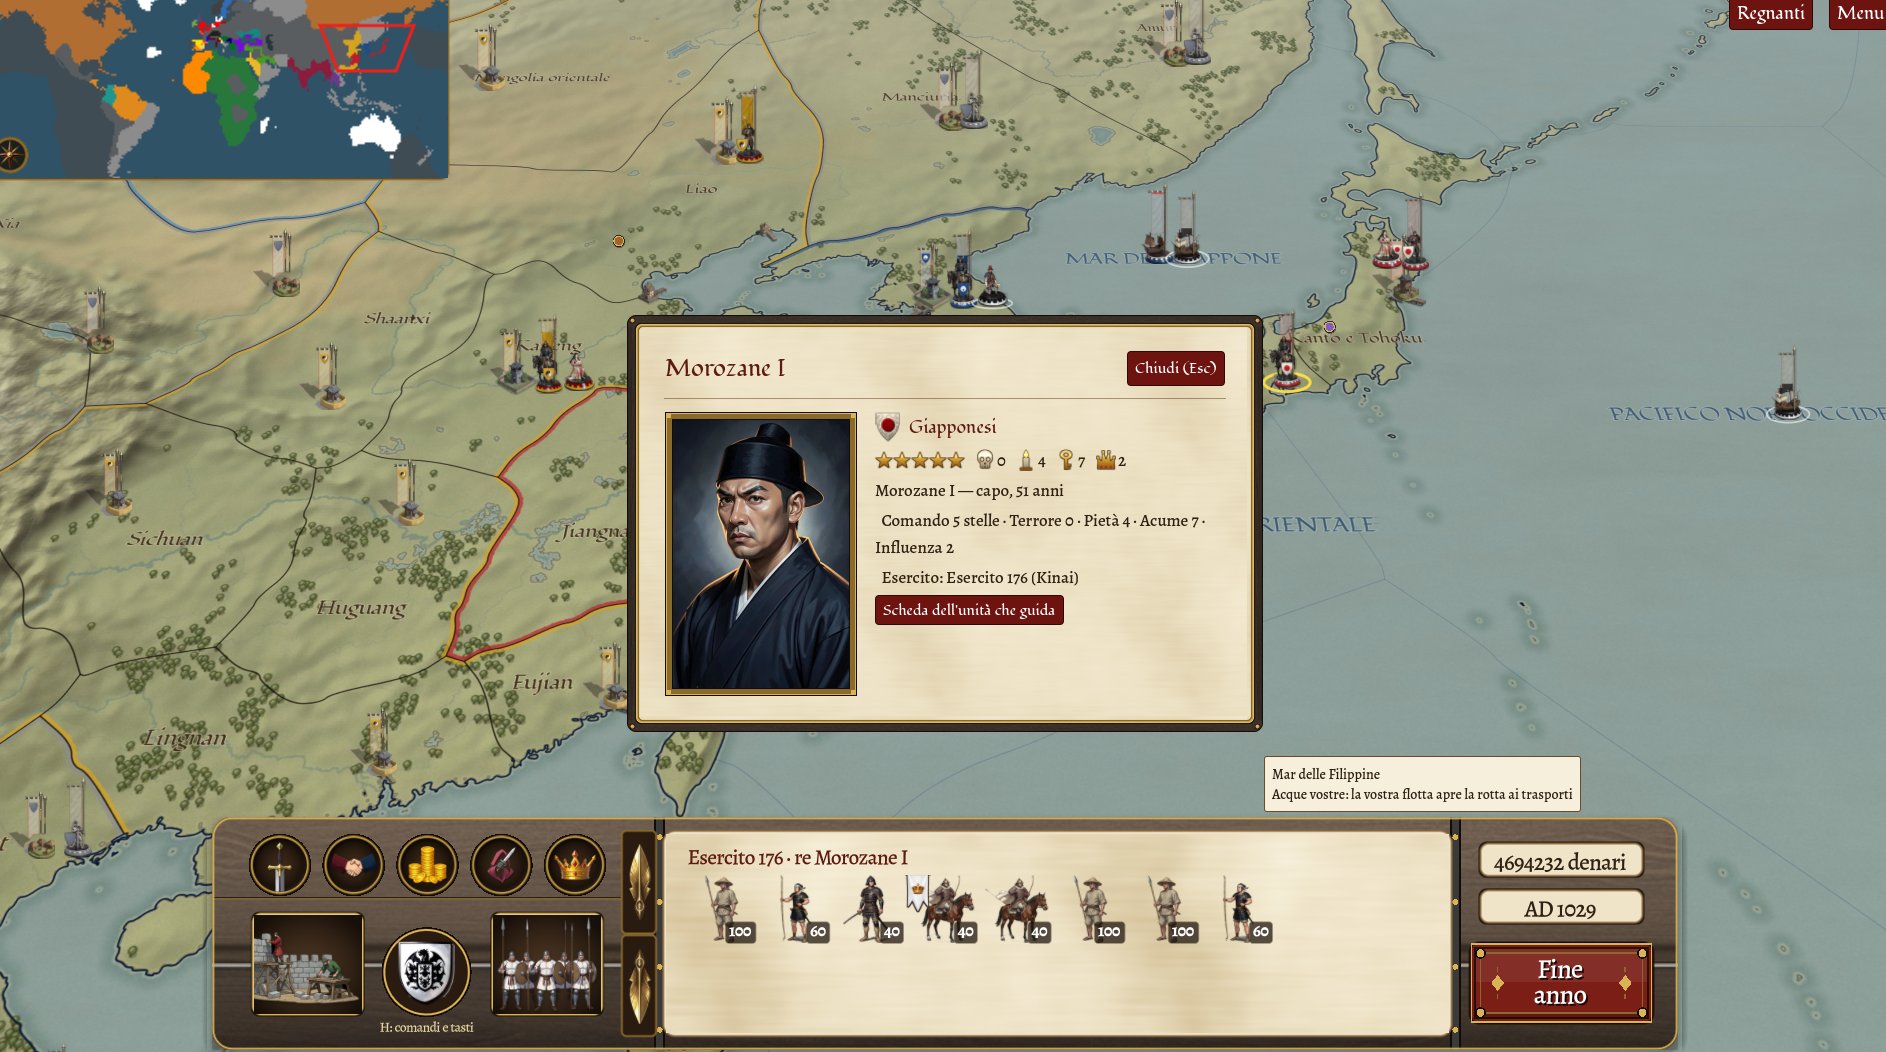 Regnanti
Menu
Mongolia orientale
Amur
Manciuria
Liao
MAR DEL GIAPPONE
Shaanxi
Kaifeng
Kanto e Tohoku
PACIFICO NORD OCCIDE
Sichuan
Jiangna
Huguang
Fujian
Lingnan
RIENTALE
Morozane I
Chiudi (Esc)
Giapponesi
0 4 7 2
Morozane I — capo, 51 anni
Comando 5 stelle · Terrore 0 · Pietà 4 · Acume 7 ·
Influenza 2
Esercito: Esercito 176 (Kinai)
Scheda dell'unità che guida
Mar delle Filippine
Acque vostre: la vostra flotta apre la rotta ai trasporti
Esercito 176 · re Morozane I
100 60 40 40 40 100 100 60
4694232 denari
AD 1029
Fine
anno
H: comandi e tasti